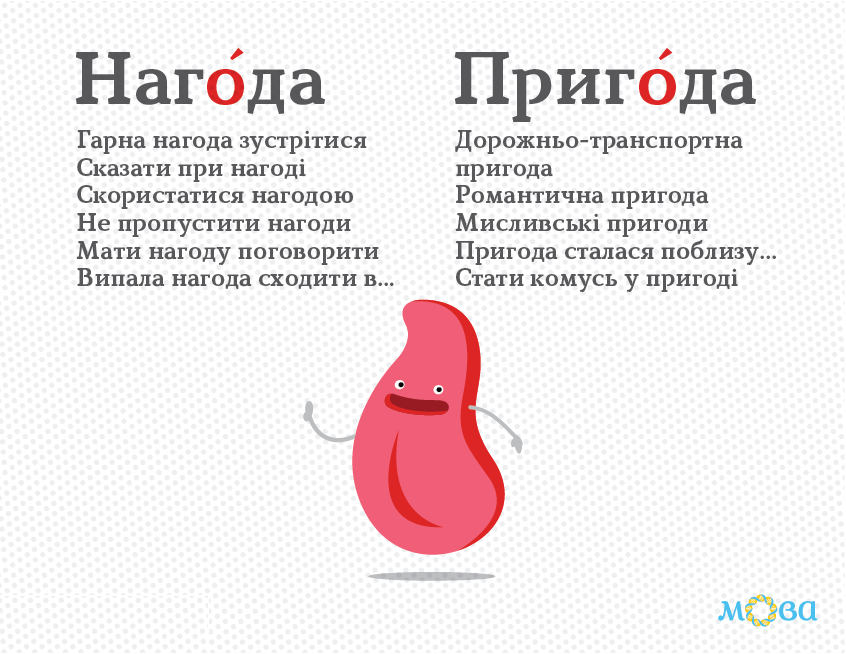 Наго́да
Гарна нагода зустрітися
Сказати при нагоді
Скористатися нагодою
Не пропустити нагоди
Мати нагоду поговорити
Випала нагода сходити в...
Приго́да
Дорожньо-транспортна
пригода
Романтична пригода
Мисливські пригоди
Пригода сталася поблизу...
Стати комусь у пригоді
мова